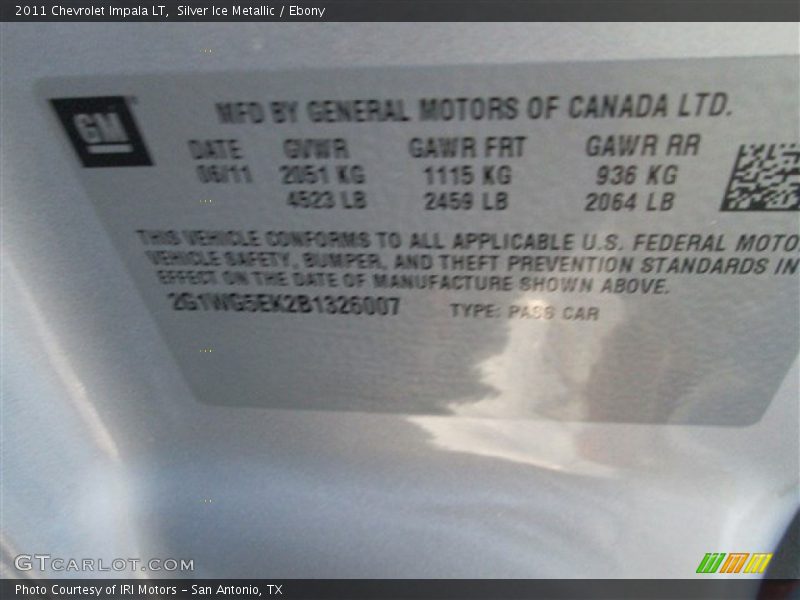 2011 Chevrolet Impala LT,  Silver Ice Metallic / Ebony
GM
MFD BY GENERAL MOTORS OF CANADA LTD.
DATE GVWR GAWR FRT GAWR RR
06/11 2051 KG 1115 KG 936 KG
4523 LB 2459 LB 2064 LB
THIS VEHICLE CONFORMS TO ALL APPLICABLE U.S. FEDERAL MOTO
VEHICLE SAFETY, BUMPER, AND THEFT PREVENTION STANDARDS IN
EFFECT ON THE DATE OF MANUFACTURE SHOWN ABOVE.
2G1WG5EK2B1326007 TYPE: PASS CAR
GTCARLOT.COM
Photo Courtesy of IRI Motors – San Antonio, TX